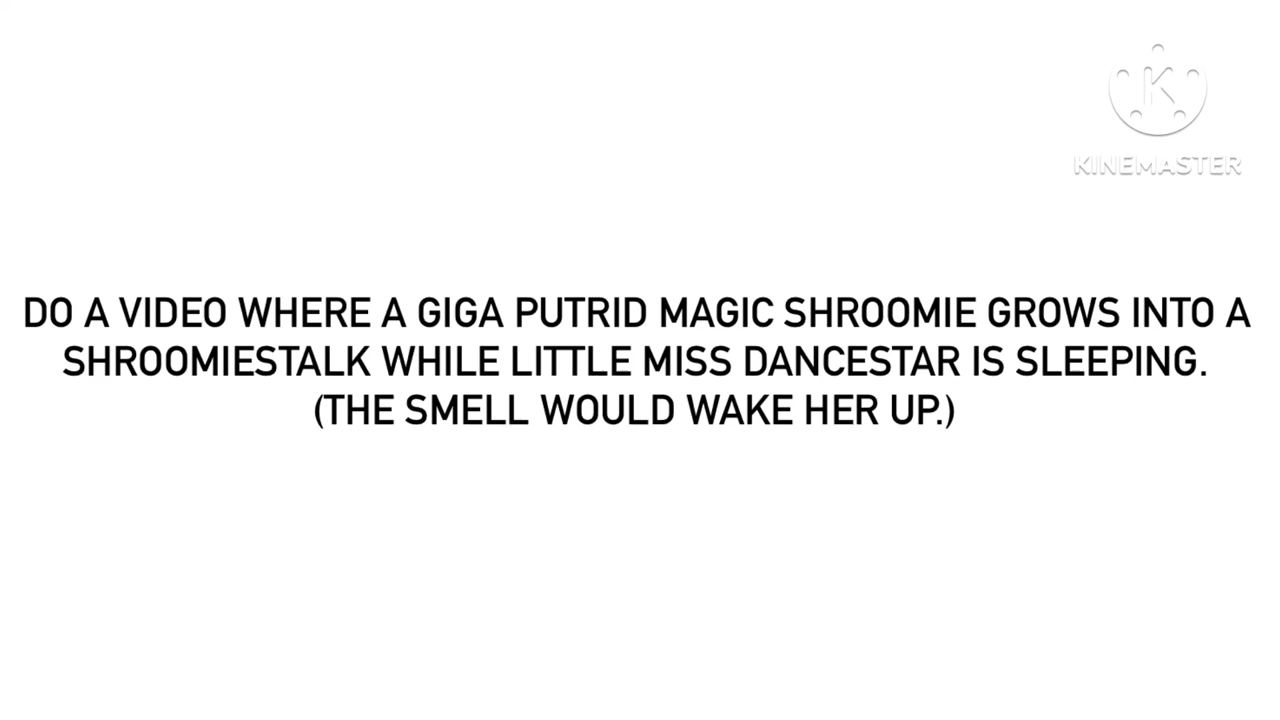 K
KINEMASTER
DO A VIDEO WHERE A GIGA PUTRID MAGIC SHROOMIE GROWS INTO A
SHROOMIESTALK WHILE LITTLE MISS DANCESTAR IS SLEEPING.
(THE SMELL WOULD WAKE HER UP.)